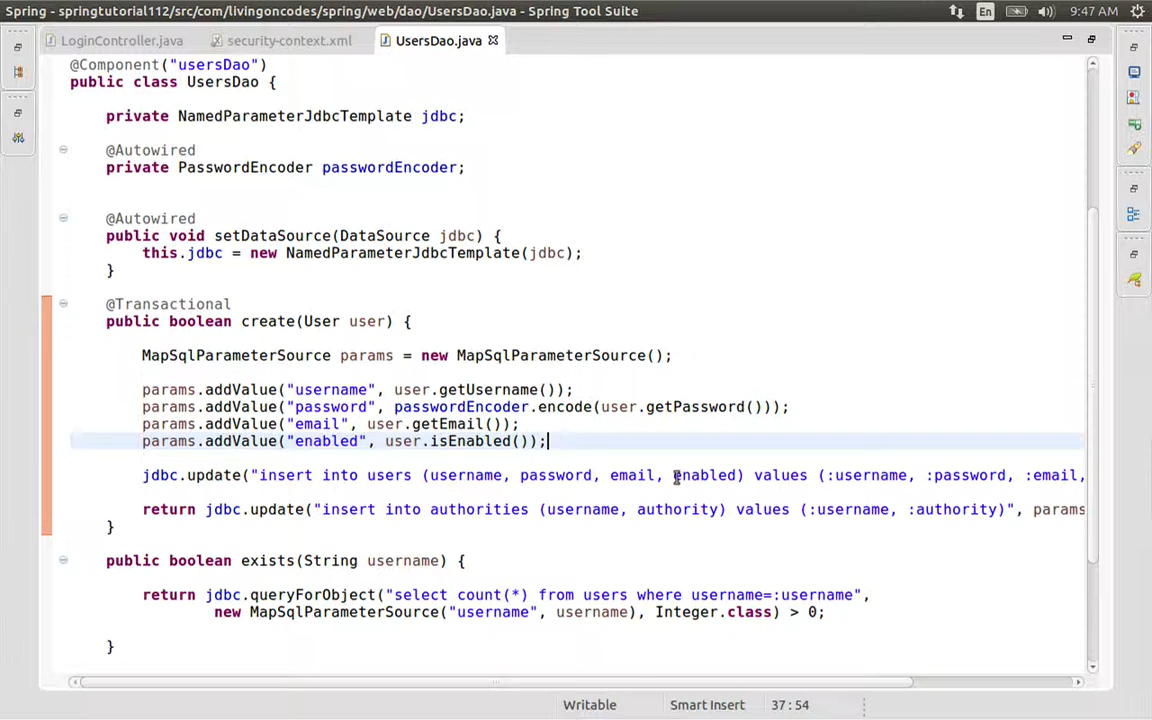 Spring - springtutorial112/src/com/livingoncodes/spring/web/dao/UsersDao.java - Spring Tool Suite
En
9:47 AM
LoginController.java
security-context.xml
UsersDao.java
@Component("usersDao")
public class UsersDao {
private NamedParameterJdbcTemplate jdbc;
@Autowired
private PasswordEncoder passwordEncoder;
@Autowired
public void setDataSource(DataSource jdbc) {
this.jdbc = new NamedParameterJdbcTemplate(jdbc);
}
@Transactional
public boolean create(User user) {
MapSqlParameterSource params = new MapSqlParameterSource();
params.addValue("username", user.getUsername());
params.addValue("password", passwordEncoder.encode(user.getPassword()));
params.addValue("email", user.getEmail());
params.addValue("enabled", user.isEnabled());
jdbc.update("insert into users (username, password, email, enabled) values (:username, :password, :email,
return jdbc.update("insert into authorities (username, authority) values (:username, :authority)", params
}
public boolean exists(String username) {
return jdbc.queryForObject("select count(*) from users where username=:username",
new MapSqlParameterSource("username", username), Integer.class) > 0;
}
Writable
Smart Insert
37 : 54